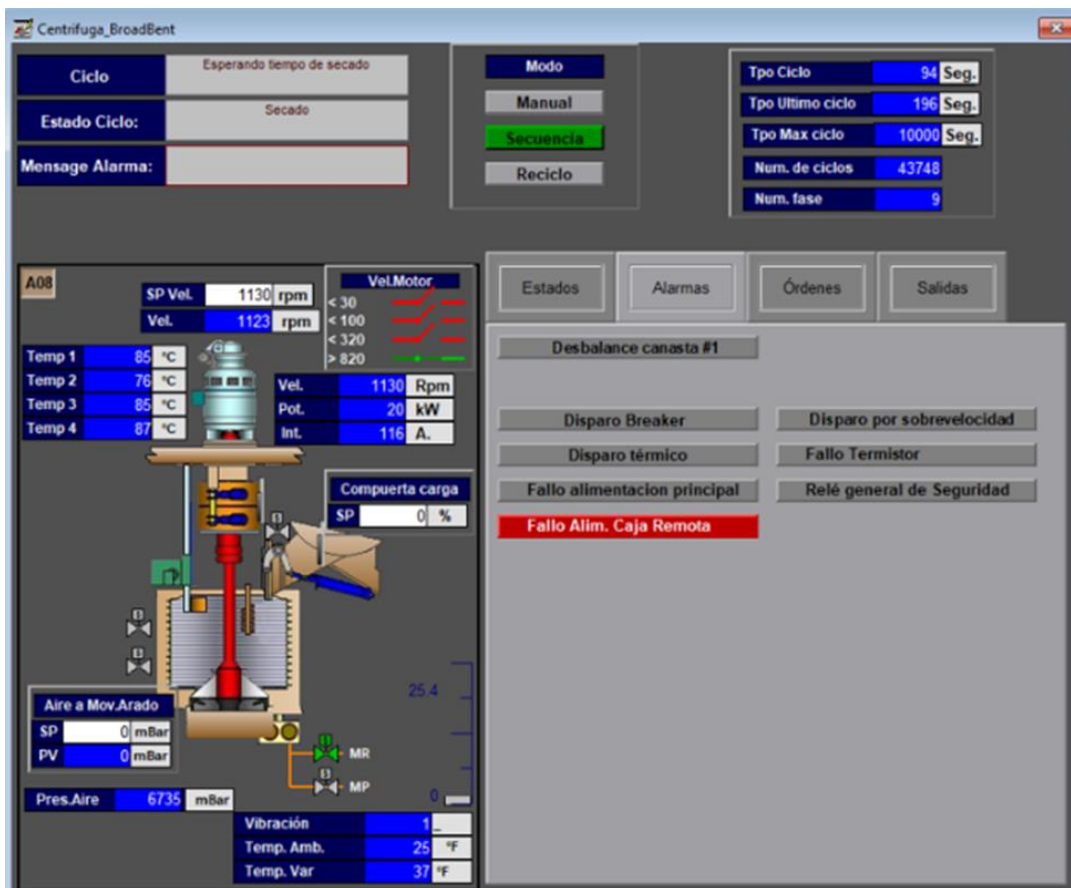 Centrifuga_BroadBent
Ciclo
Esperando tiempo de secado
Estado Ciclo:
Secado
Mensage Alarma:
Modo
Manual
Secuencia
Reciclo
Tpo Ciclo 94 Seg.
Tpo Ultimo ciclo 196 Seg.
Tpo Max ciclo 10000 Seg.
Num. de ciclos 43748
Num. fase 9
A08
SP Vel. 1130 rpm
Vel. 1123 rpm
Vel.Motor
< 30
< 100
< 320
> 820
Temp 1 85 °C
Temp 2 76 °C
Temp 3 85 °C
Temp 4 87 °C
Vel. 1130 Rpm
Pot. 20 kW
Int. 116 A.
Compuerta carga
SP 0 %
Aire a Mov.Arado
SP 0 mBar
PV 0 mBar
25.4
0
MR
MP
Pres.Aire 6735 mBar
Vibración 1_
Temp. Amb. 25 °F
Temp. Var 37 °F
Estados
Alarmas
Órdenes
Salidas
Desbalance canasta #1
Disparo Breaker
Disparo por sobrevelocidad
Disparo térmico
Fallo Termistor
Fallo alimentacion principal
Relé general de Seguridad
Fallo Alim. Caja Remota